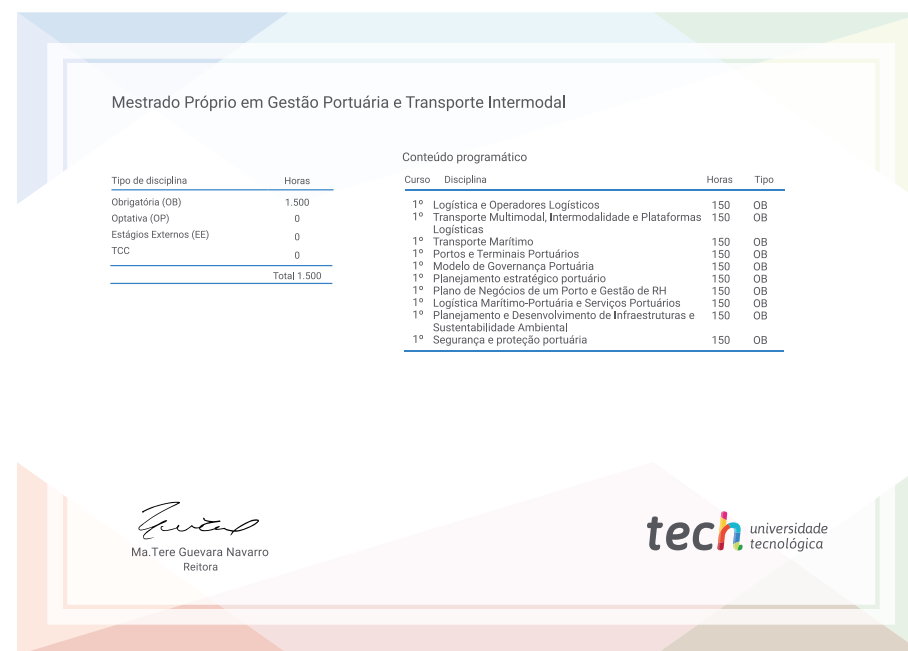 Mestrado Próprio em Gestão Portuária e Transporte Intermodal
Tipo de disciplina Horas
Obrigatória (OB) 1.500
Optativa (OP) 0
Estágios Externos (EE) 0
TCC 0
Total 1.500
Conteúdo programático
Curso Disciplina Horas Tipo
1º Logística e Operadores Logísticos 150 OB
1º Transporte Multimodal, Intermodalidade e Plataformas 150 OB
Logísticas
1º Transporte Marítimo 150 OB
1º Portos e Terminais Portuários 150 OB
1º Modelo de Governança Portuária 150 OB
1º Planejamento estratégico portuário 150 OB
1º Plano de Negócios de um Porto e Gestão de RH 150 OB
1º Logística Marítimo-Portuária e Serviços Portuários 150 OB
1º Planejamento e Desenvolvimento de Infraestruturas e 150 OB
Sustentabilidade Ambiental
1º Segurança e proteção portuária 150 OB
Ma.Tere Guevara Navarro
Reitora
tech universidade
tecnológica